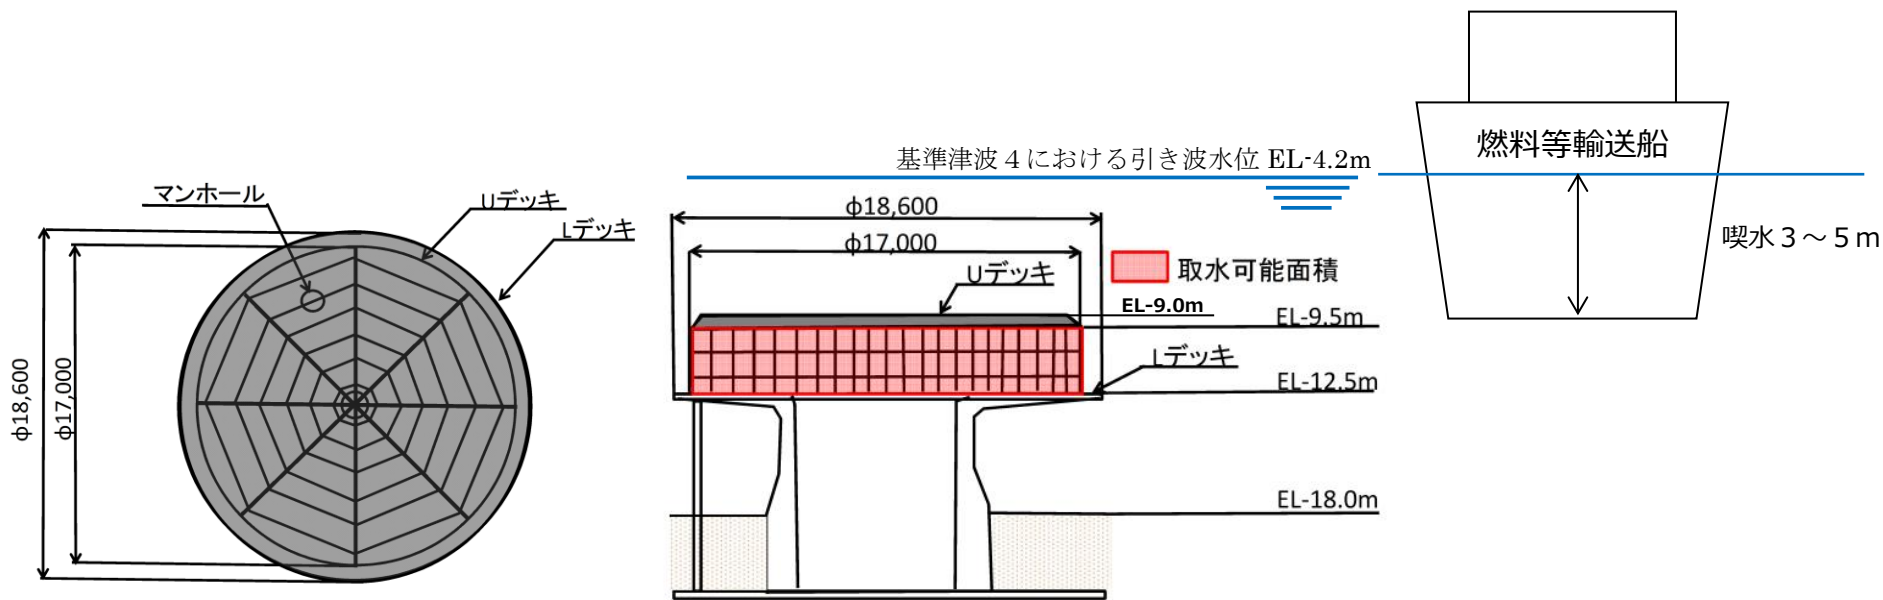 マンホール
Uデッキ
Lデッキ
φ18,600
φ17,000
基準津波４における引き波水位 EL-4.2m
φ18,600
φ17,000
Uデッキ
取水可能面積
EL-9.0m
EL-9.5m
Lデッキ
EL-12.5m
EL-18.0m
燃料等輸送船
喫水３～５ｍ